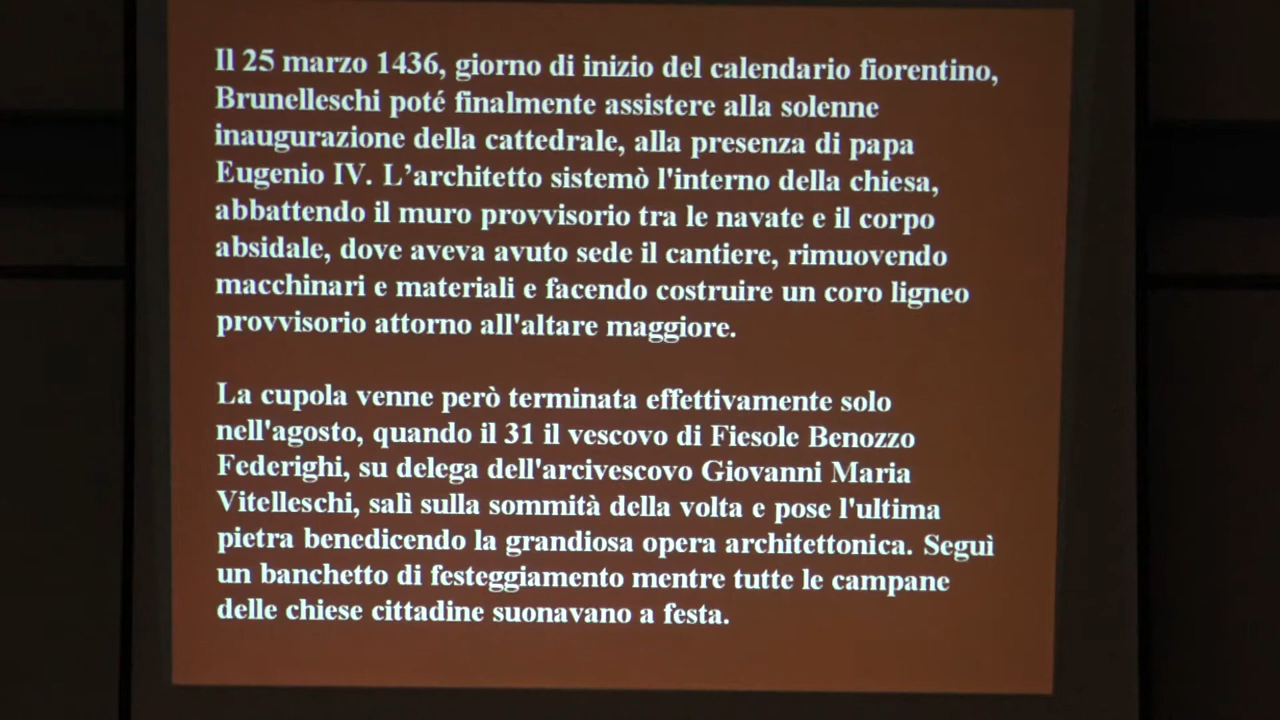 Il 25 marzo 1436, giorno di inizio del calendario fiorentino,
Brunelleschi poté finalmente assistere alla solenne
inaugurazione della cattedrale, alla presenza di papa
Eugenio IV. L’architetto sistemò l'interno della chiesa,
abbattendo il muro provvisorio tra le navate e il corpo
absidale, dove aveva avuto sede il cantiere, rimuovendo
macchinari e materiali e facendo costruire un coro ligneo
provvisorio attorno all'altare maggiore.
La cupola venne però terminata effettivamente solo
nell'agosto, quando il 31 il vescovo di Fiesole Benozzo
Federighi, su delega dell'arcivescovo Giovanni Maria
Vitelleschi, salì sulla sommità della volta e pose l'ultima
pietra benedicendo la grandiosa opera architettonica. Seguì
un banchetto di festeggiamento mentre tutte le campane
delle chiese cittadine suonavano a festa.